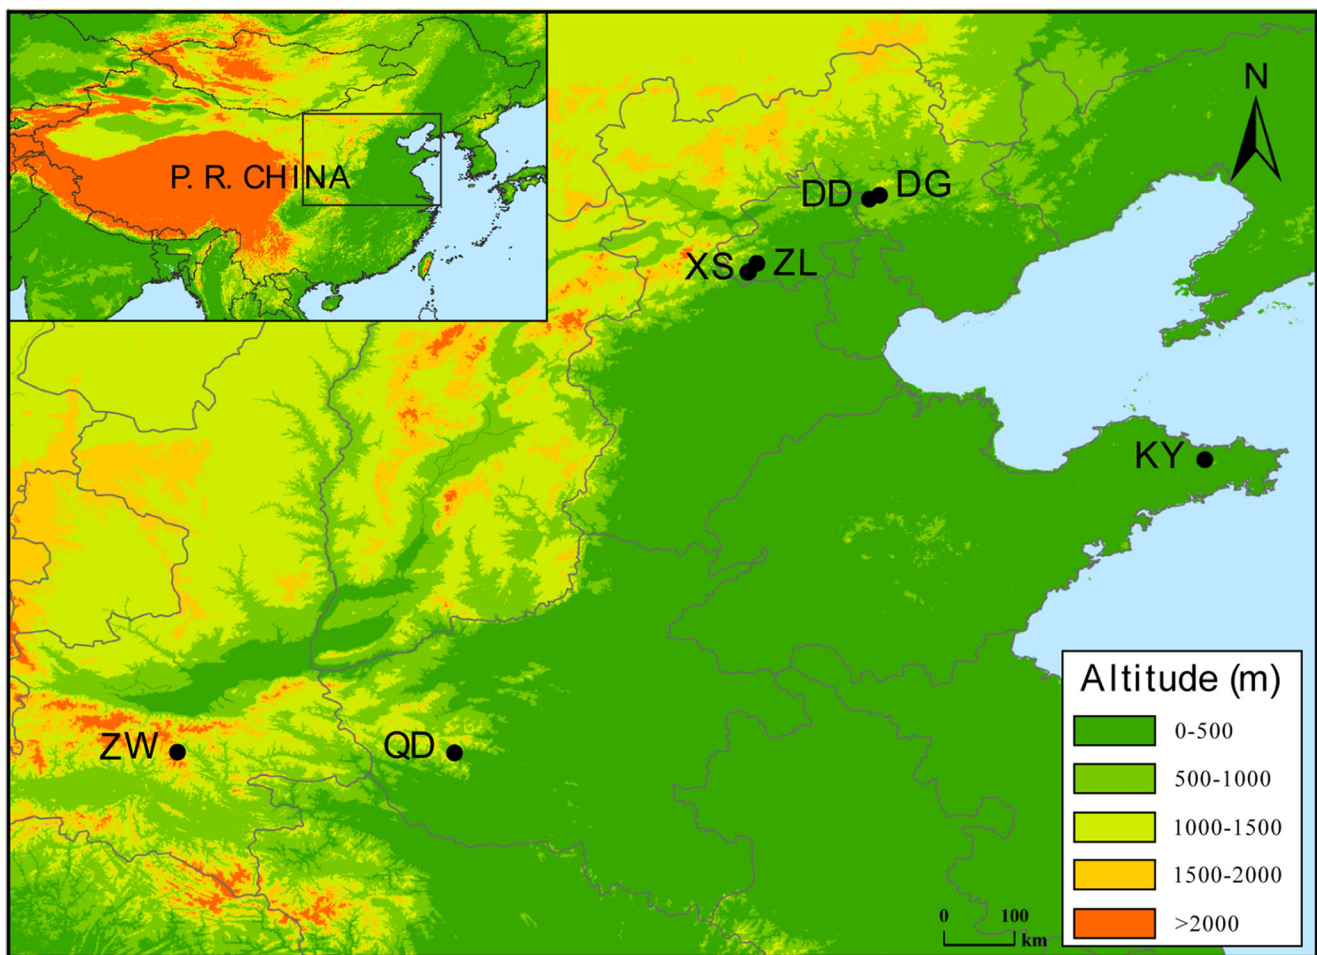 P. R. CHINA
N
DD
DG
XS
ZL
KY
ZW
QD
Altitude (m)
0-500
500-1000
1000-1500
1500-2000
>2000
0 100
km